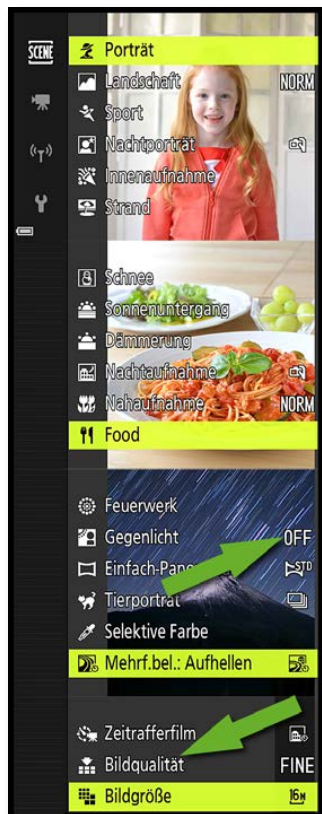 SCENE Porträt
Landschaft NORM
Sport
Nachtporträt
Innenaufnahme
Strand
Schnee
Sonnenuntergang
Dämmerung
Nachtaufnahme
Nahaufnahme NORM
Food
Feuerwerk
Gegenlicht OFF
Einfach-Pano STD
Tierporträt
Selektive Farbe
Mehrf.bel.: Aufhellen
Zeitrafferfilm
Bildqualität FINE
Bildgröße 16M